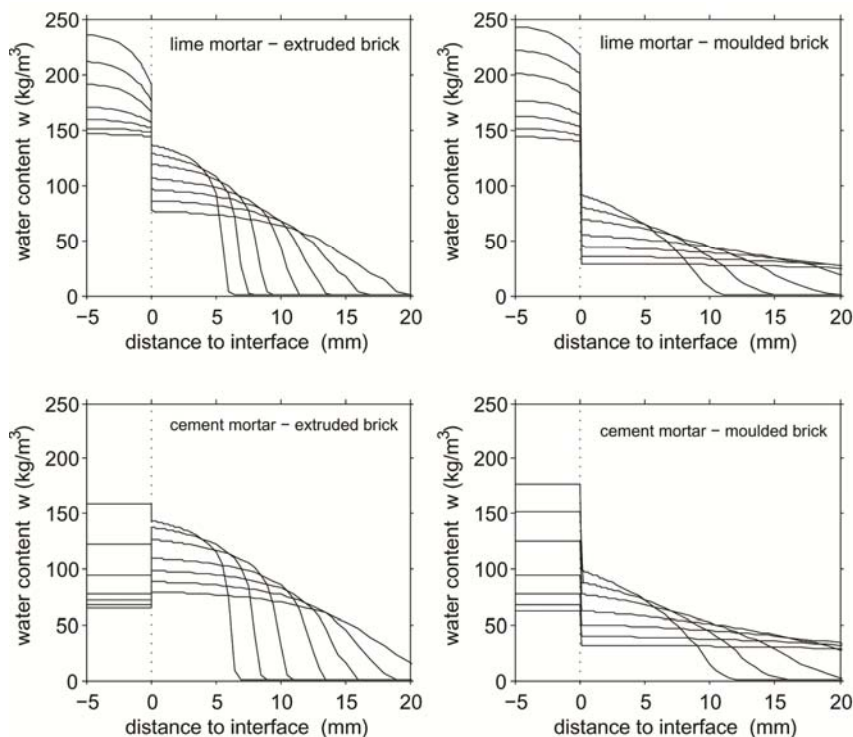 lime mortar − extruded brick
250
200
150
100
50
0
water content w (kg/m³)
−5 0 5 10 15 20
distance to interface (mm)
lime mortar − moulded brick
250
200
150
100
50
0
water content w (kg/m³)
−5 0 5 10 15 20
distance to interface (mm)
cement mortar − extruded brick
250
200
150
100
50
0
water content w (kg/m³)
−5 0 5 10 15 20
distance to interface (mm)
cement mortar − moulded brick
250
200
150
100
50
0
water content w (kg/m³)
−5 0 5 10 15 20
distance to interface (mm)